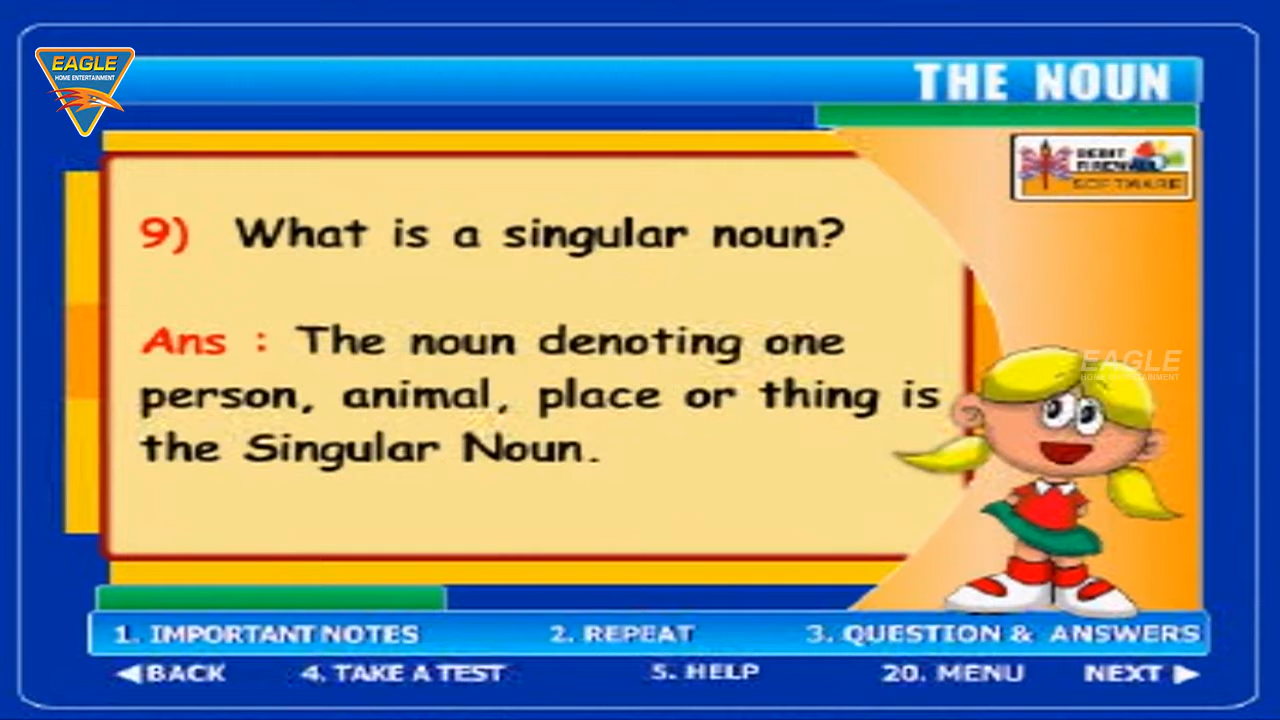 EAGLE
HOME ENTERTAINMENT
THE NOUN
SOFTWARE
9) What is a singular noun?
Ans : The noun denoting one
person, animal, place or thing is
the Singular Noun.
EAGLE
HOME ENTERTAINMENT
1. IMPORTANT NOTES 2. REPEAT 3. QUESTION & ANSWERS
◀BACK 4. TAKE A TEST 5. HELP 20. MENU NEXT ▶